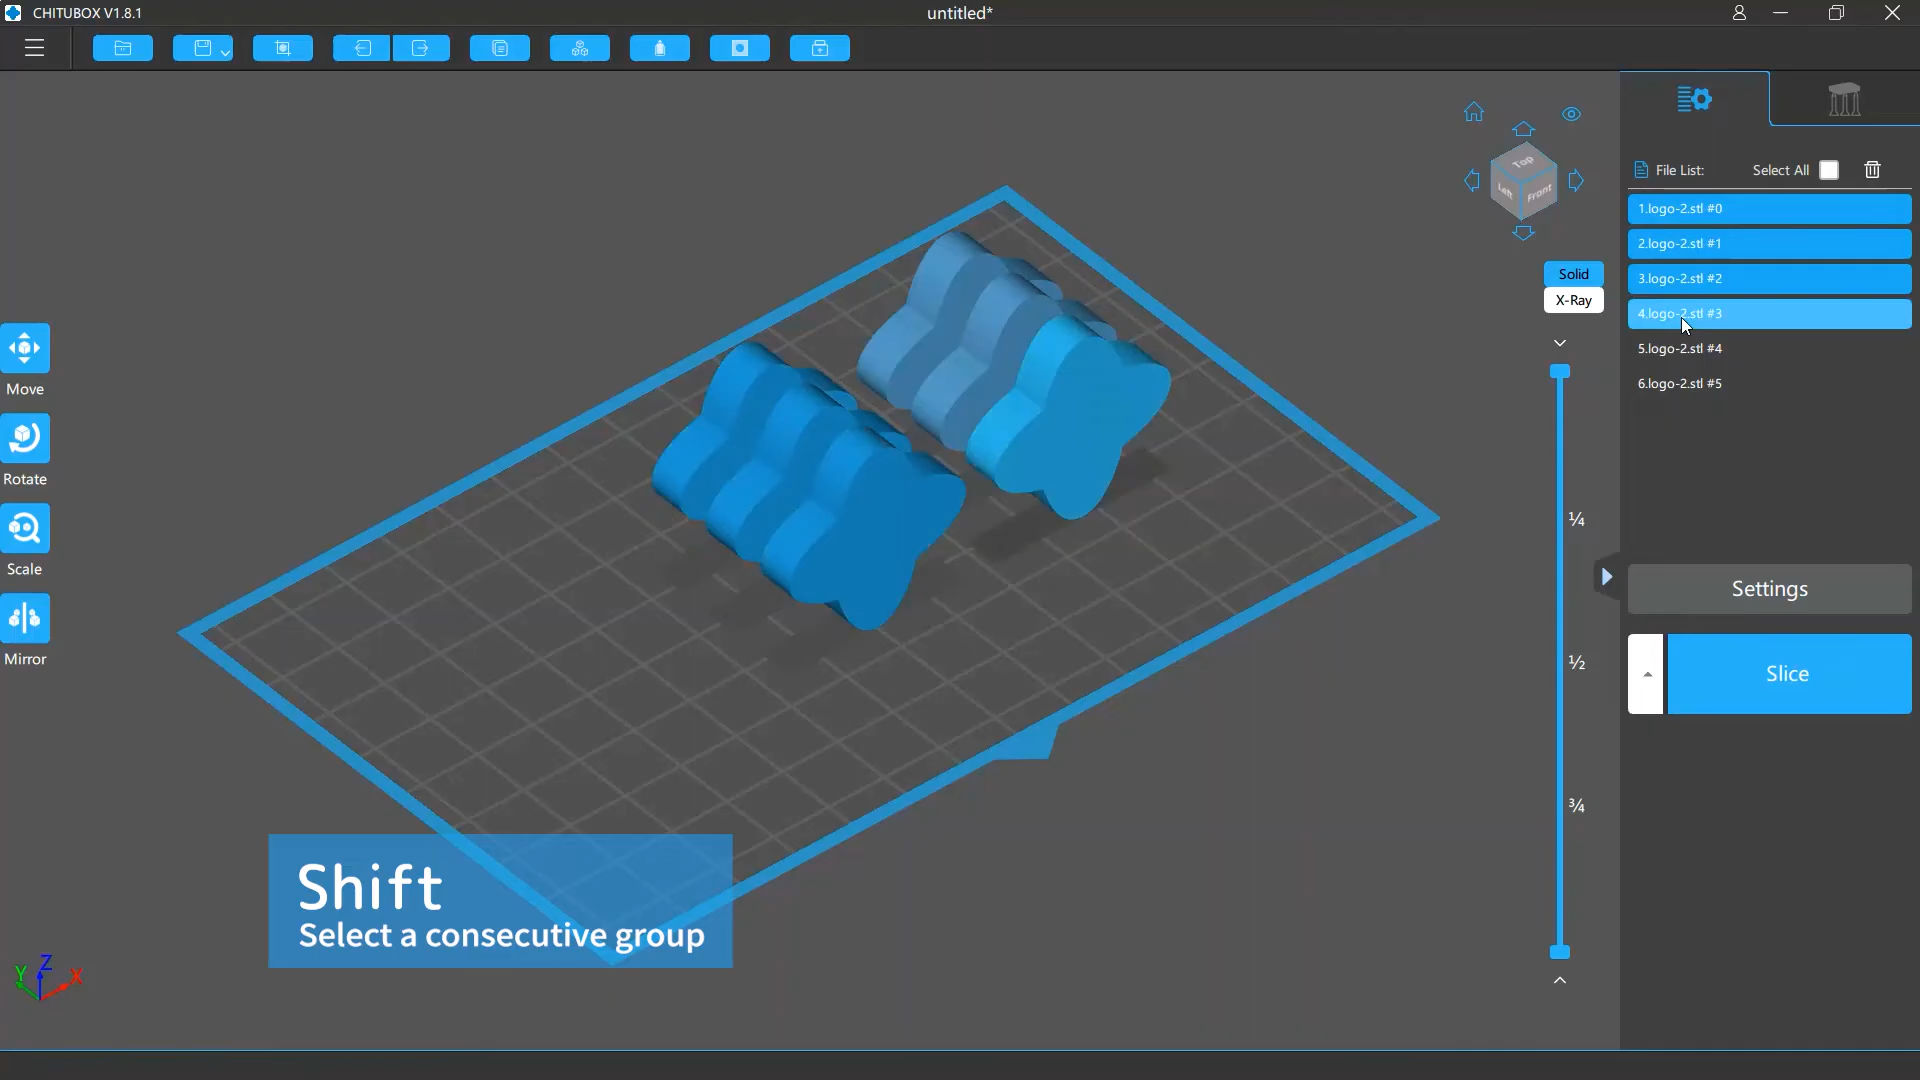 CHITUBOX V1.8.1
untitled*
Top
Left
Front
Solid
X-Ray
Move
Rotate
Scale
Mirror
¼
½
¾
Shift
Select a consecutive group
Z
Y
X
File List:
Select All
1.logo-2.stl #0
2.logo-2.stl #1
3.logo-2.stl #2
4.logo-2.stl #3
5.logo-2.stl #4
6.logo-2.stl #5
Settings
Slice